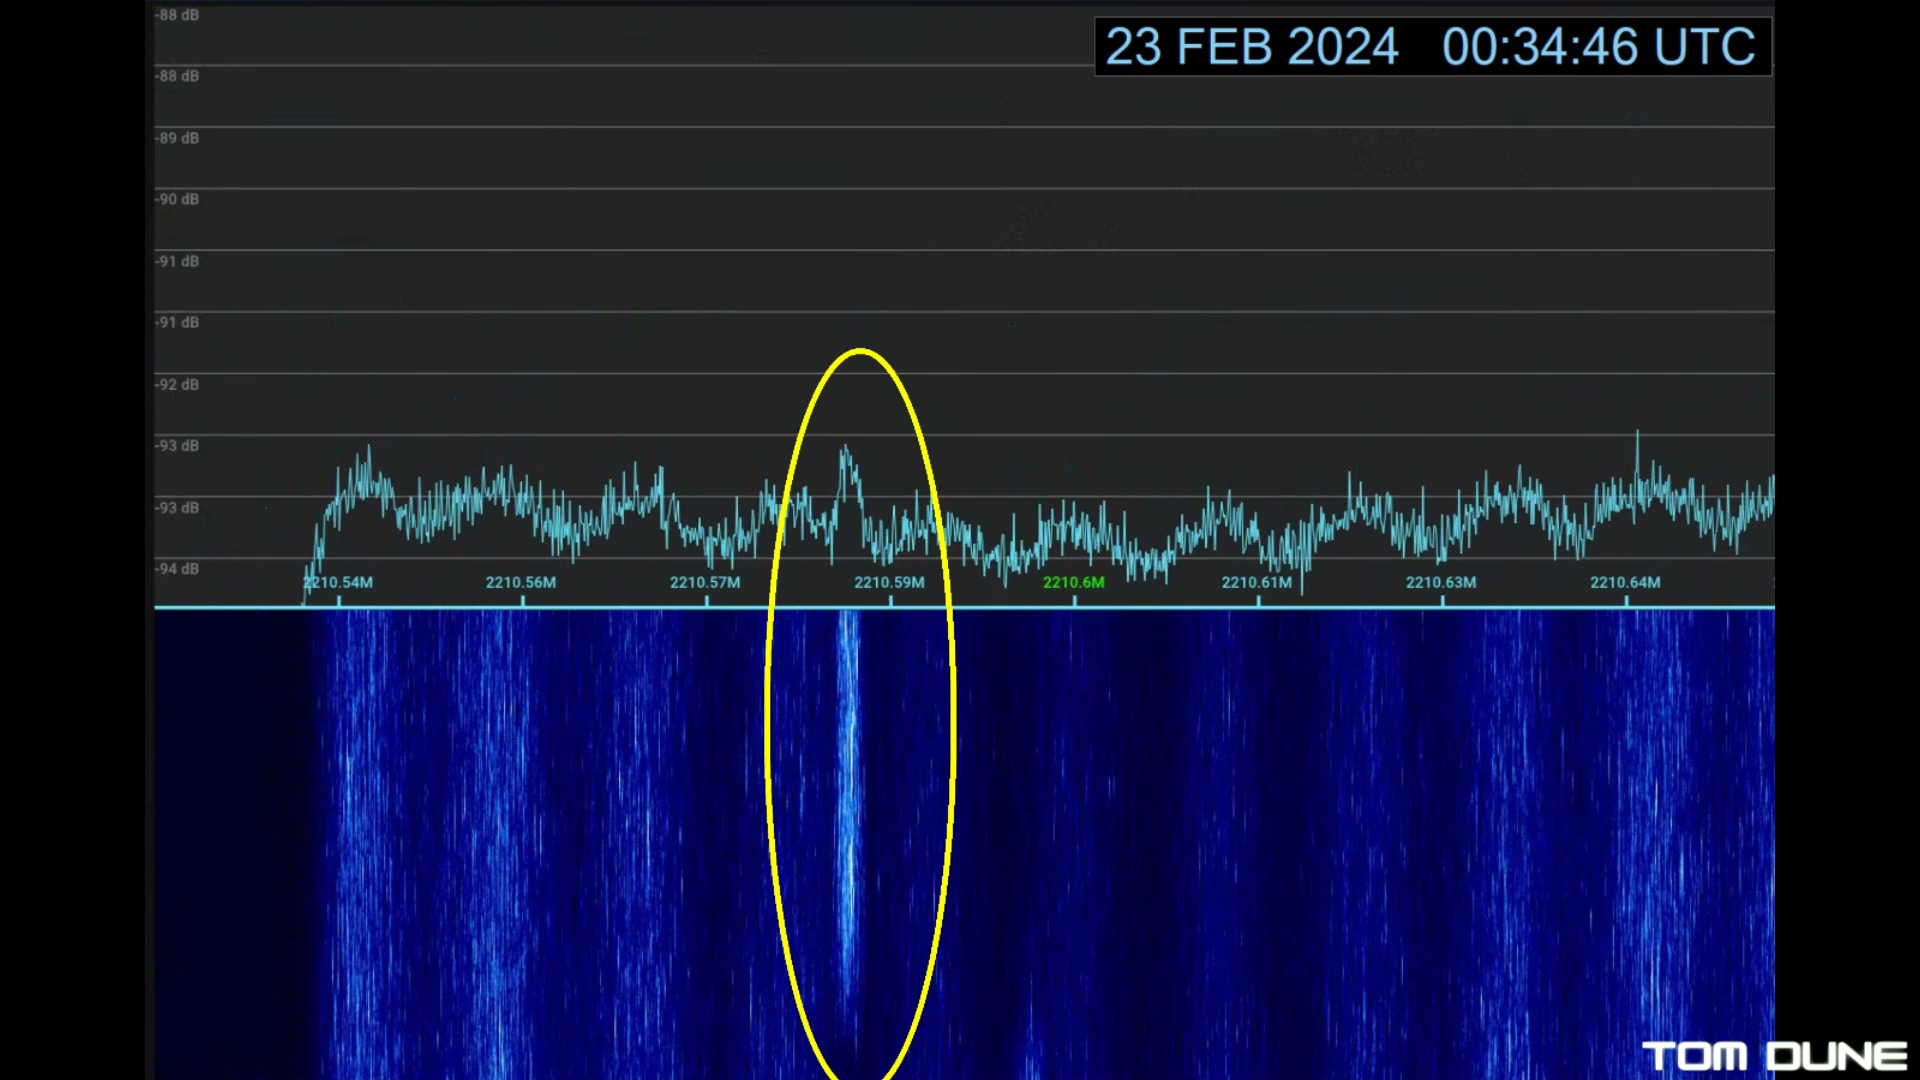 -88 dB
23 FEB 2024 00:34:46 UTC
-88 dB
-89 dB
-90 dB
-91 dB
-91 dB
-92 dB
-93 dB
-93 dB
-94 dB
2210.54M 2210.56M 2210.57M 2210.59M 2210.6M 2210.61M 2210.63M 2210.64M
TOM DUNE